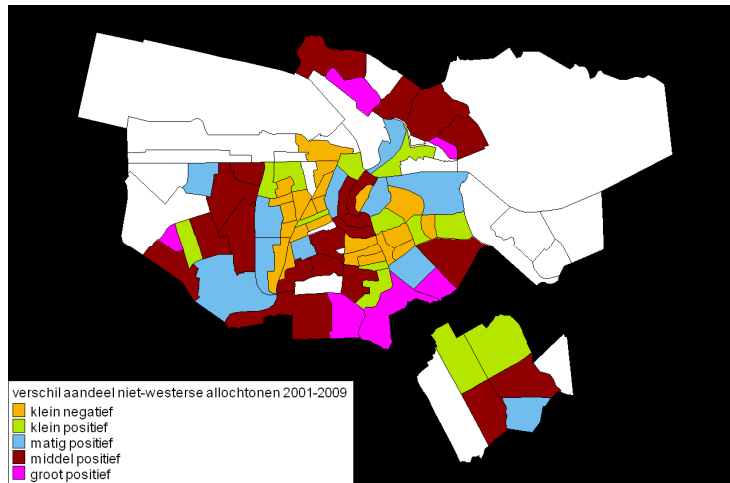 verschil aandeel niet-westerse allochtonen 2001-2009
klein negatief
klein positief
matig positief
middel positief
groot positief